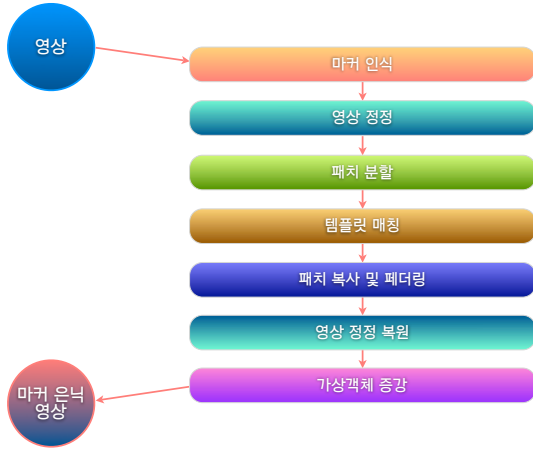 영상
마커 인식
영상 정정
패치 분할
템플릿 매칭
패치 복사 및 페더링
영상 정정 복원
가상객체 증강
마커 은닉
영상